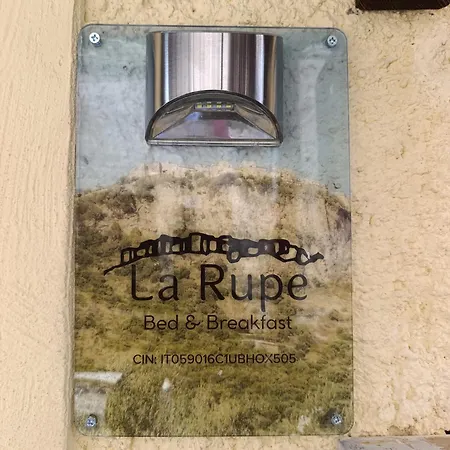 La Rupe
Bed & Breakfast
CIN: IT059016C1UBHOX505